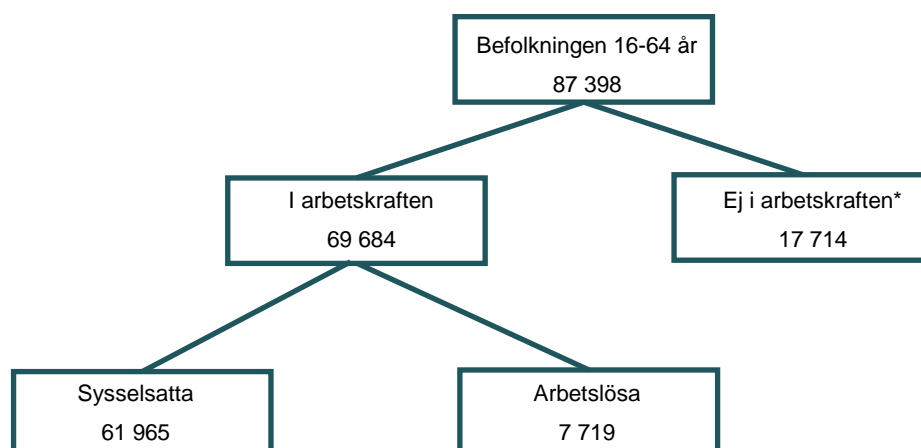 Befolkningen 16-64 år
87 398
I arbetskraften
69 684
Ej i arbetskraften*
17 714
Sysselsatta
61 965
Arbetslösa
7 719